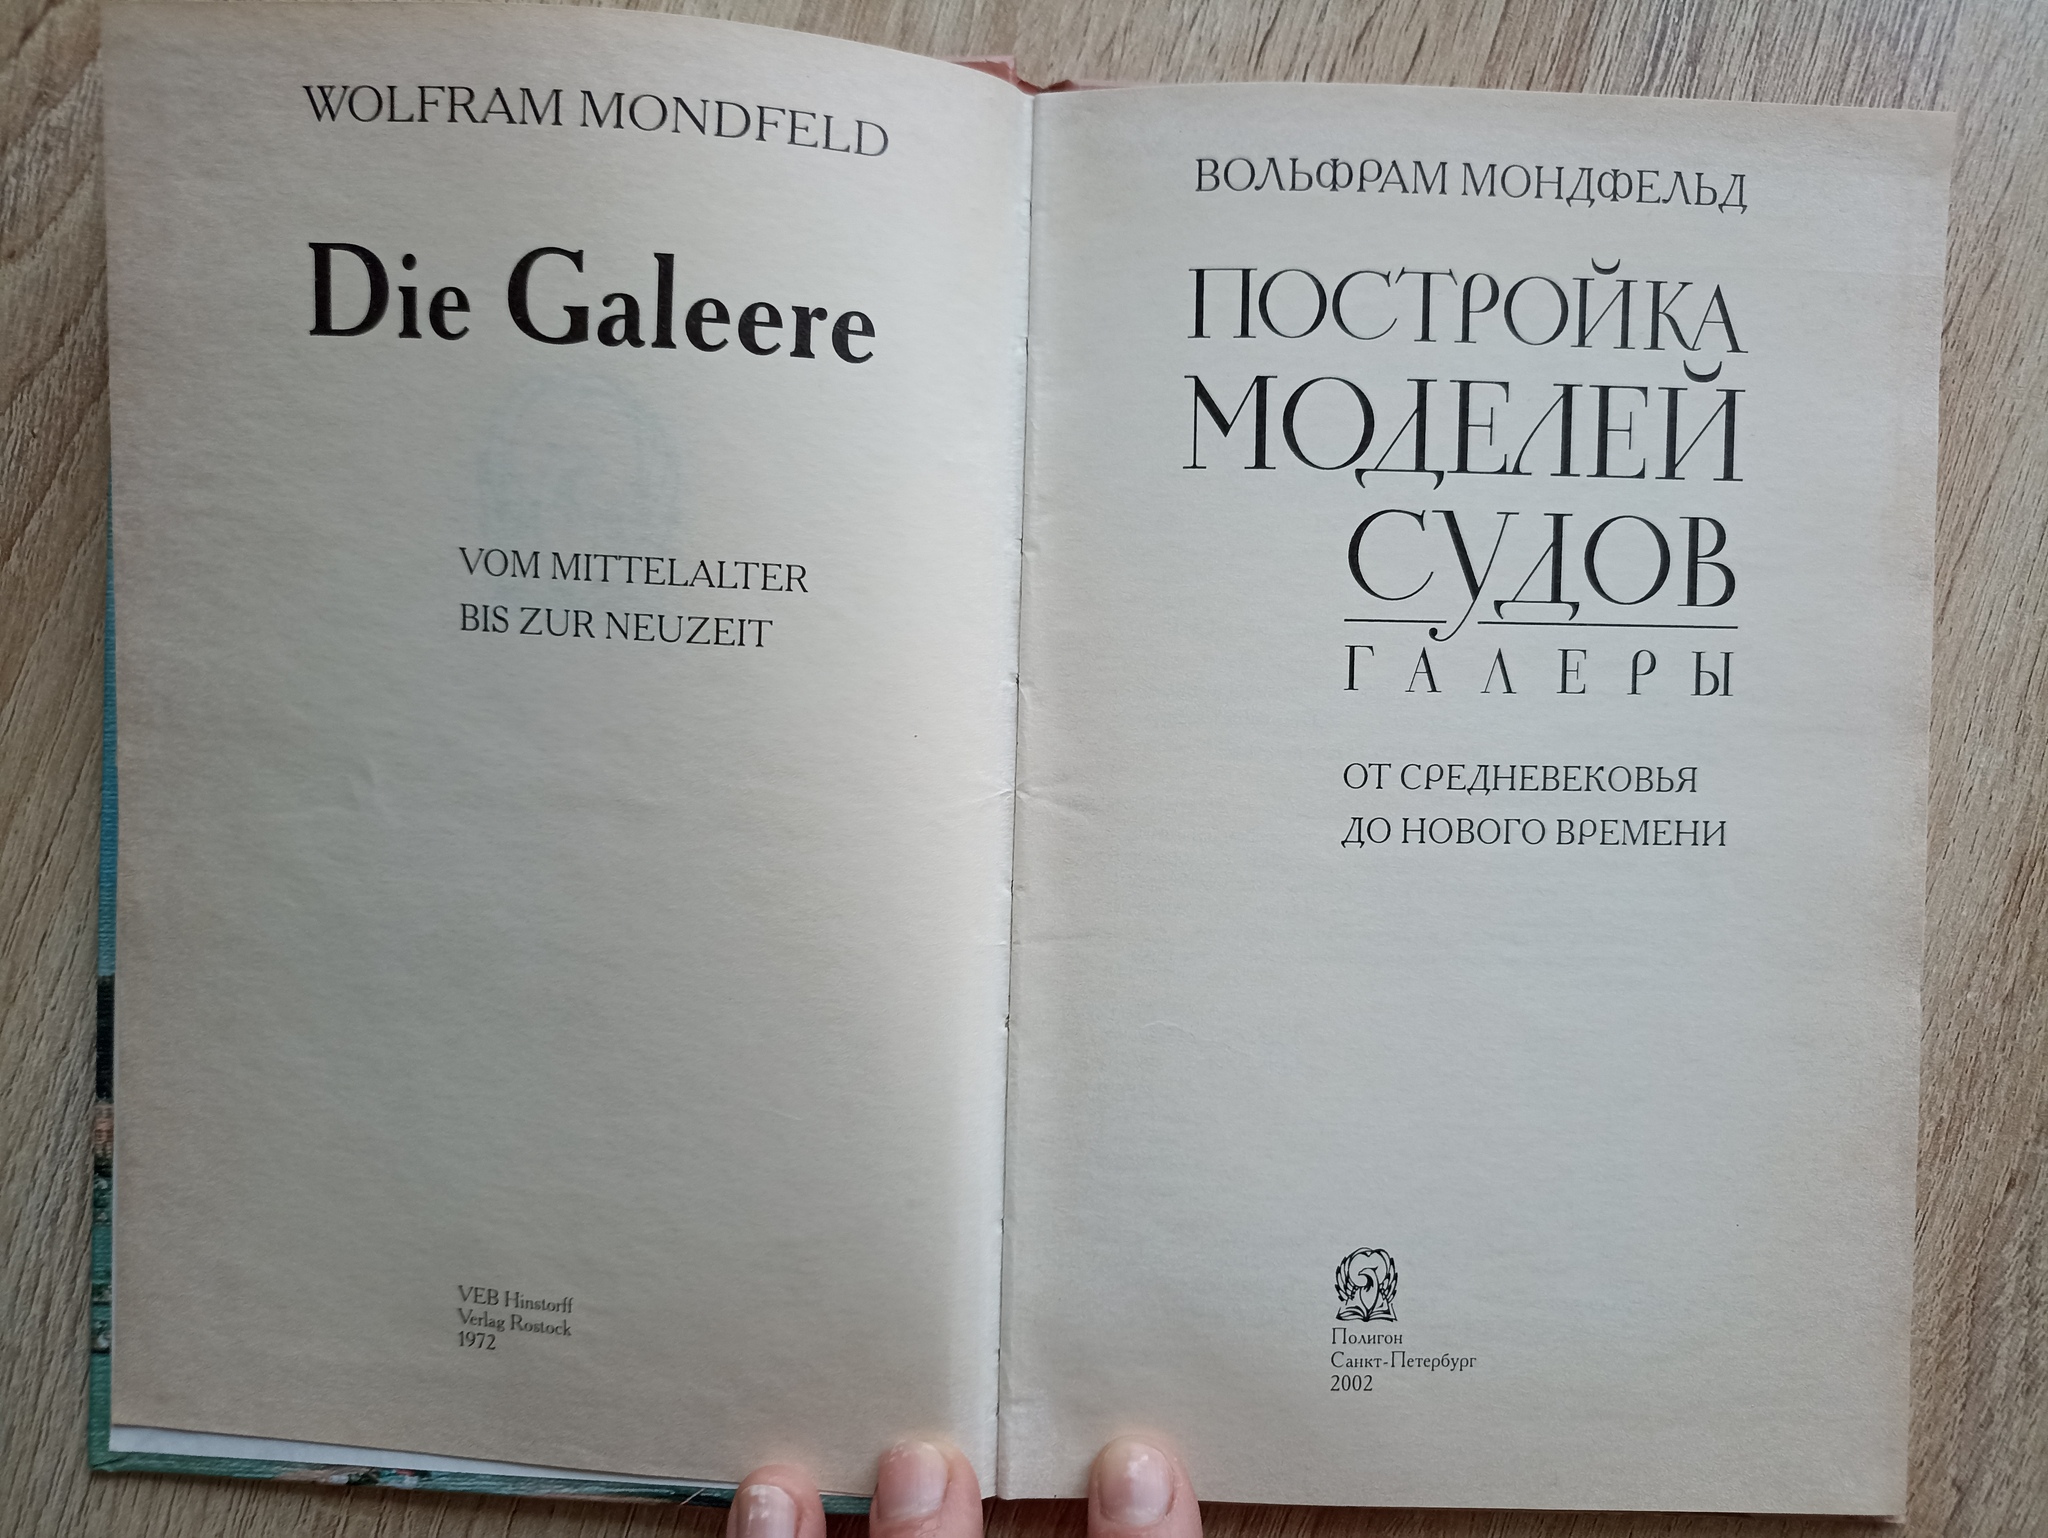 WOLFRAM MONDFELD
Die Galeere
VOM MITTELALTER
BIS ZUR NEUZEIT
VEB Hinstorff
Verlag Rostock
1972
ВОЛЬФРАМ МОНДФЕЛЬД
ПОСТРОЙКА
МОДЕЛЕЙ
СУДОВ
ГАЛЕРЫ
ОТ СРЕДНЕВЕКОВЬЯ
ДО НОВОГО ВРЕМЕНИ
Полигон
Санкт-Петербург
2002